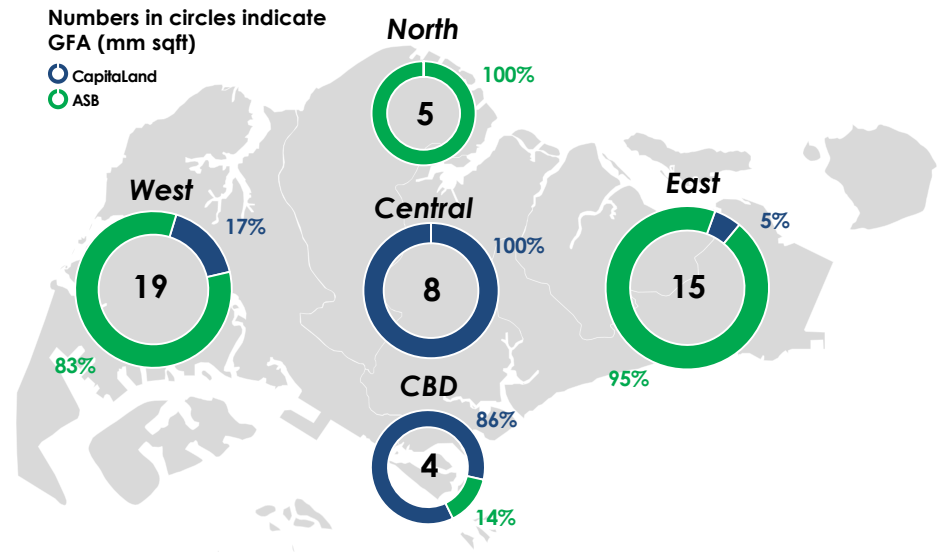 Numbers in circles indicate
GFA (mm sqft)
CapitaLand
ASB
North
100%
5
West
17%
19
83%
Central
100%
8
East
5%
15
95%
CBD
86%
4
14%